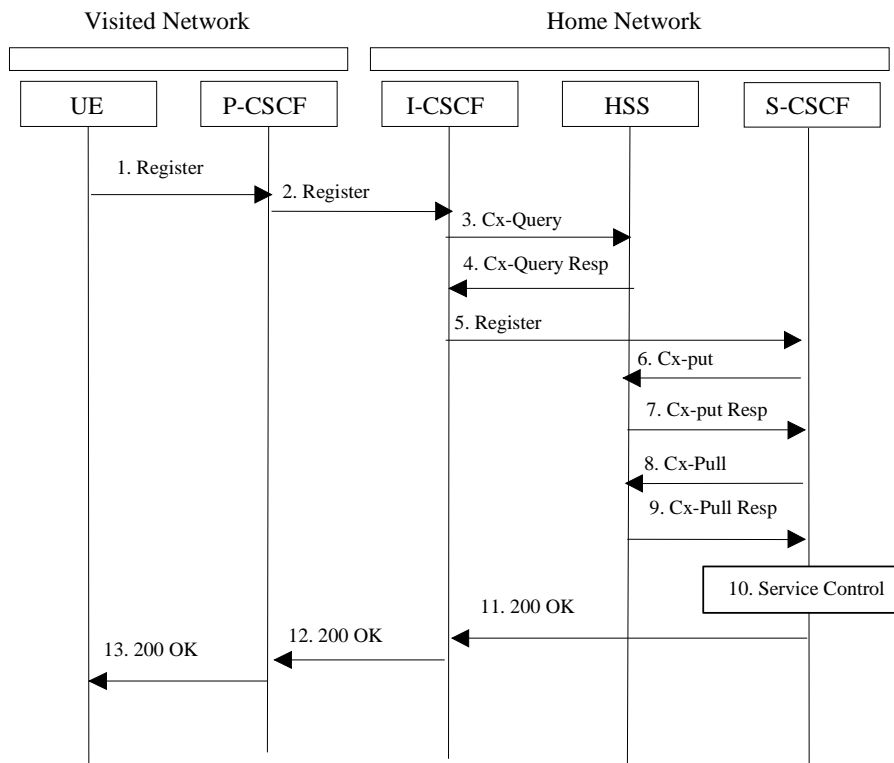 Visited Network
Home Network
UE
P-CSCF
I-CSCF
HSS
S-CSCF
1. Register
2. Register
3. Cx-Query
4. Cx-Query Resp
5. Register
6. Cx-put
7. Cx-put Resp
8. Cx-Pull
9. Cx-Pull Resp
10. Service Control
11. 200 OK
12. 200 OK
13. 200 OK